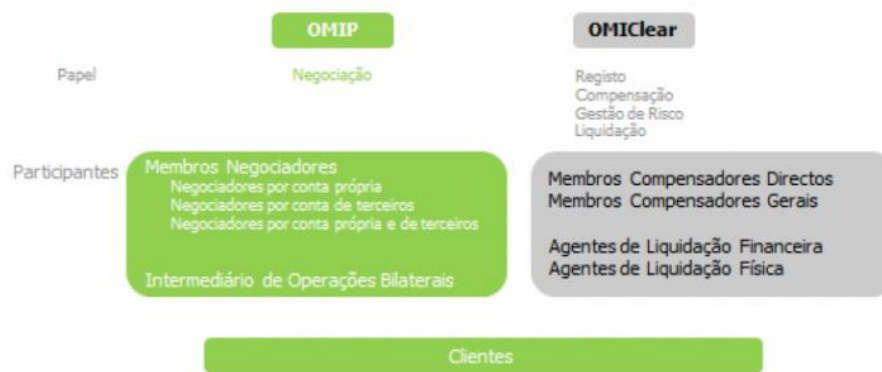 OMIP
OMIClear
Papel
Negociação
Registo
Compensação
Gestão de Risco
Liquidação
Participantes
Membros Negociadores
Negociadores por conta própria
Negociadores por conta de terceiros
Negociadores por conta própria e de terceiros
Intermediário de Operações Bilaterais
Membros Compensadores Directos
Membros Compensadores Gerais
Agentes de Liquidação Financeira
Agentes de Liquidação Física
Clientes